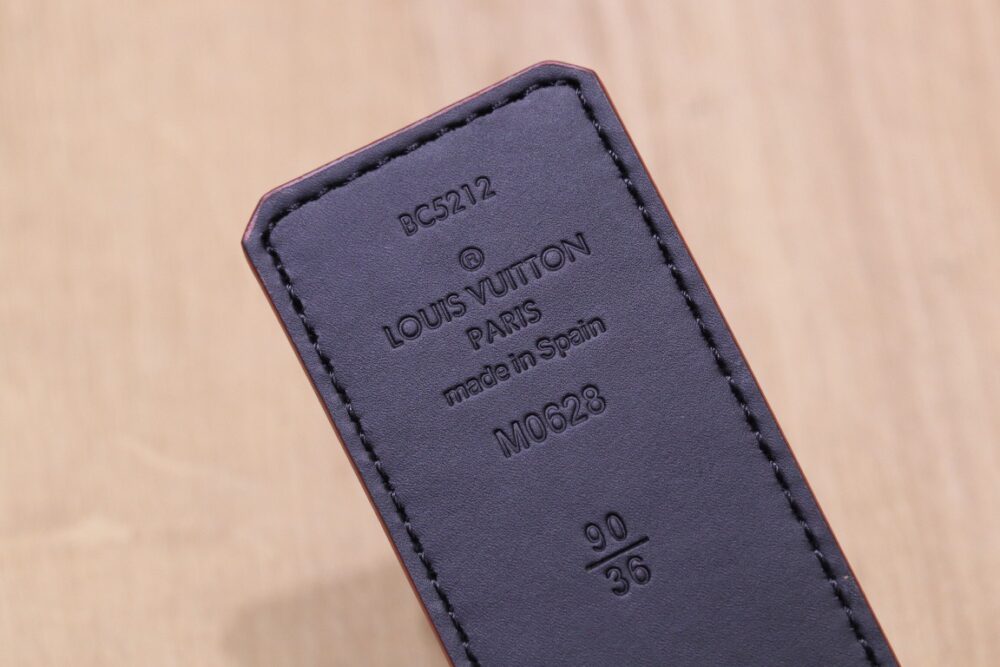 BC5212
®
LOUIS VUITTON
PARIS
made in Spain
M0628
90
36